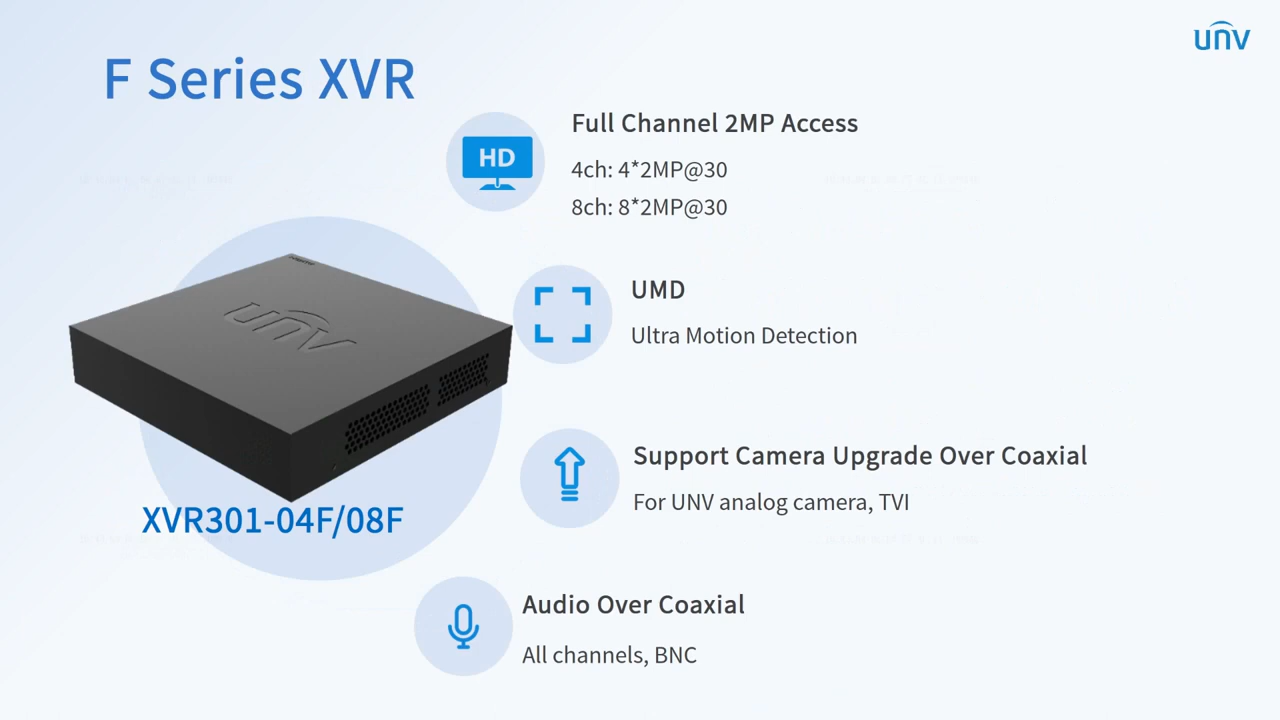 unv
F Series XVR
HD
Full Channel 2MP Access
4ch: 4*2MP@30
8ch: 8*2MP@30
unv
UMD
Ultra Motion Detection
Support Camera Upgrade Over Coaxial
For UNV analog camera, TVI
XVR301-04F/08F
Audio Over Coaxial
All channels, BNC